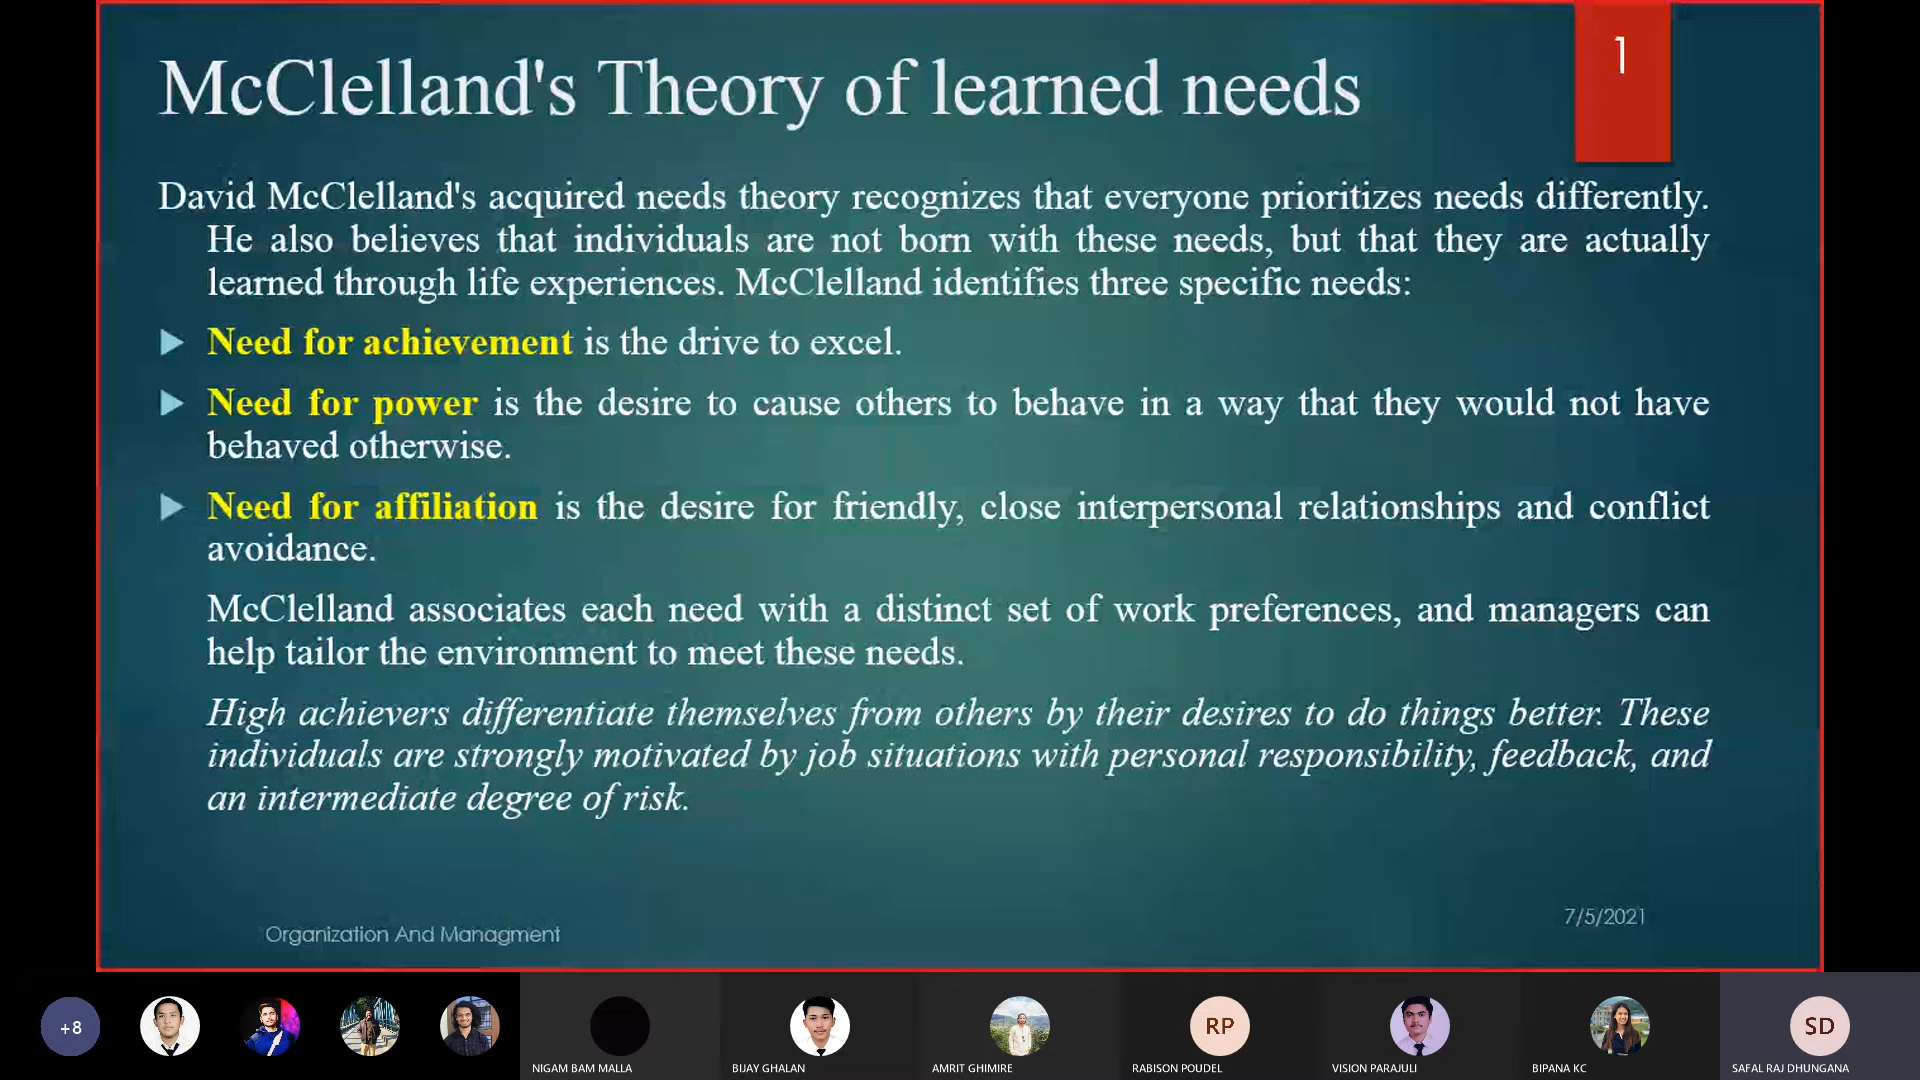 McClelland's Theory of learned needs
1
David McClelland's acquired needs theory recognizes that everyone prioritizes needs differently.
He also believes that individuals are not born with these needs, but that they are actually
learned through life experiences. McClelland identifies three specific needs:
Need for achievement is the drive to excel.
Need for power is the desire to cause others to behave in a way that they would not have
behaved otherwise.
Need for affiliation is the desire for friendly, close interpersonal relationships and conflict
avoidance.
McClelland associates each need with a distinct set of work preferences, and managers can
help tailor the environment to meet these needs.
High achievers differentiate themselves from others by their desires to do things better. These
individuals are strongly motivated by job situations with personal responsibility, feedback, and
an intermediate degree of risk.
Organization And Managment
7/5/2021
+8
RP
SD
NIGAM BAM MALLA
BIJAY GHALAN
AMRIT GHIMIRE
RABISON POUDEL
VISION PARAJULI
BIPANA KC
SAFAL RAJ DHUNGANA